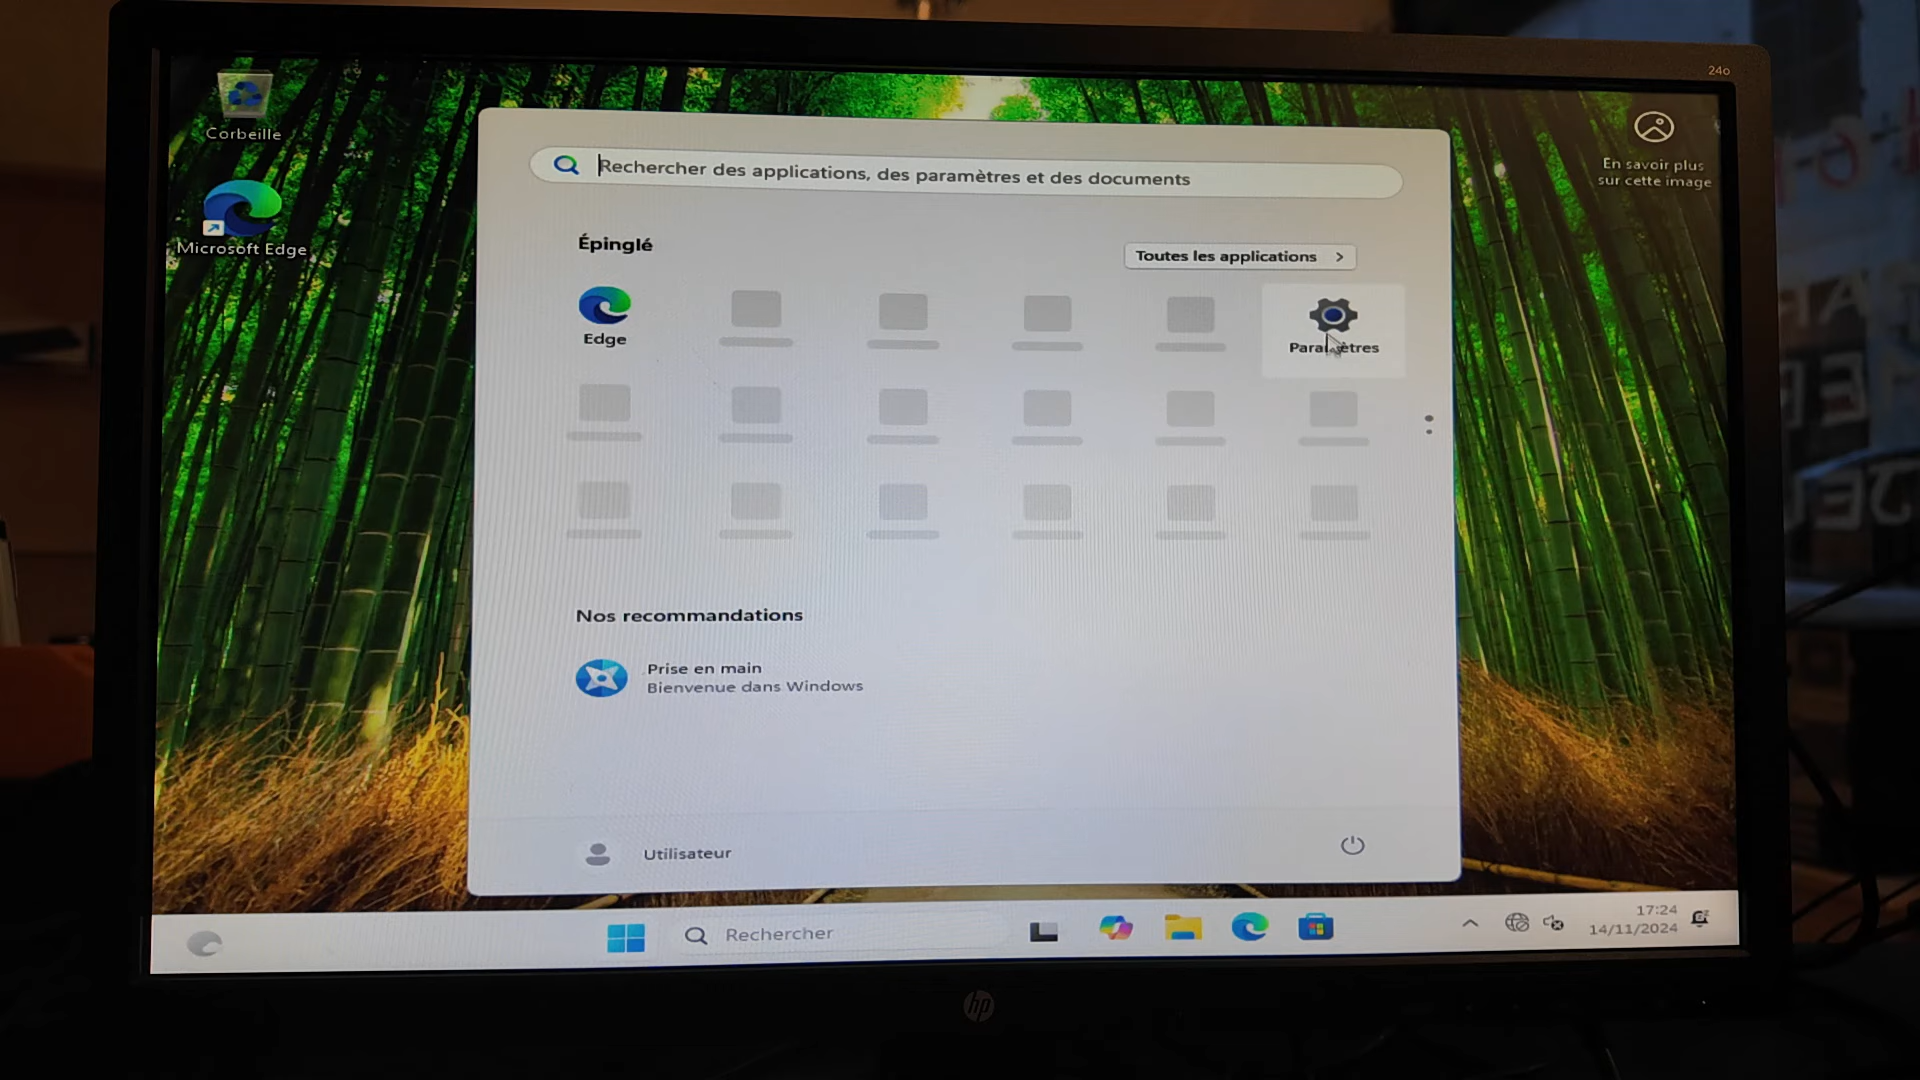 24o
Corbeille
Microsoft Edge
En savoir plus
sur cette image
Rechercher des applications, des paramètres et des documents
Épinglé
Toutes les applications
Edge
Paramètres
Nos recommandations
Prise en main
Bienvenue dans Windows
Utilisateur
Rechercher
17:24
14/11/2024
hp